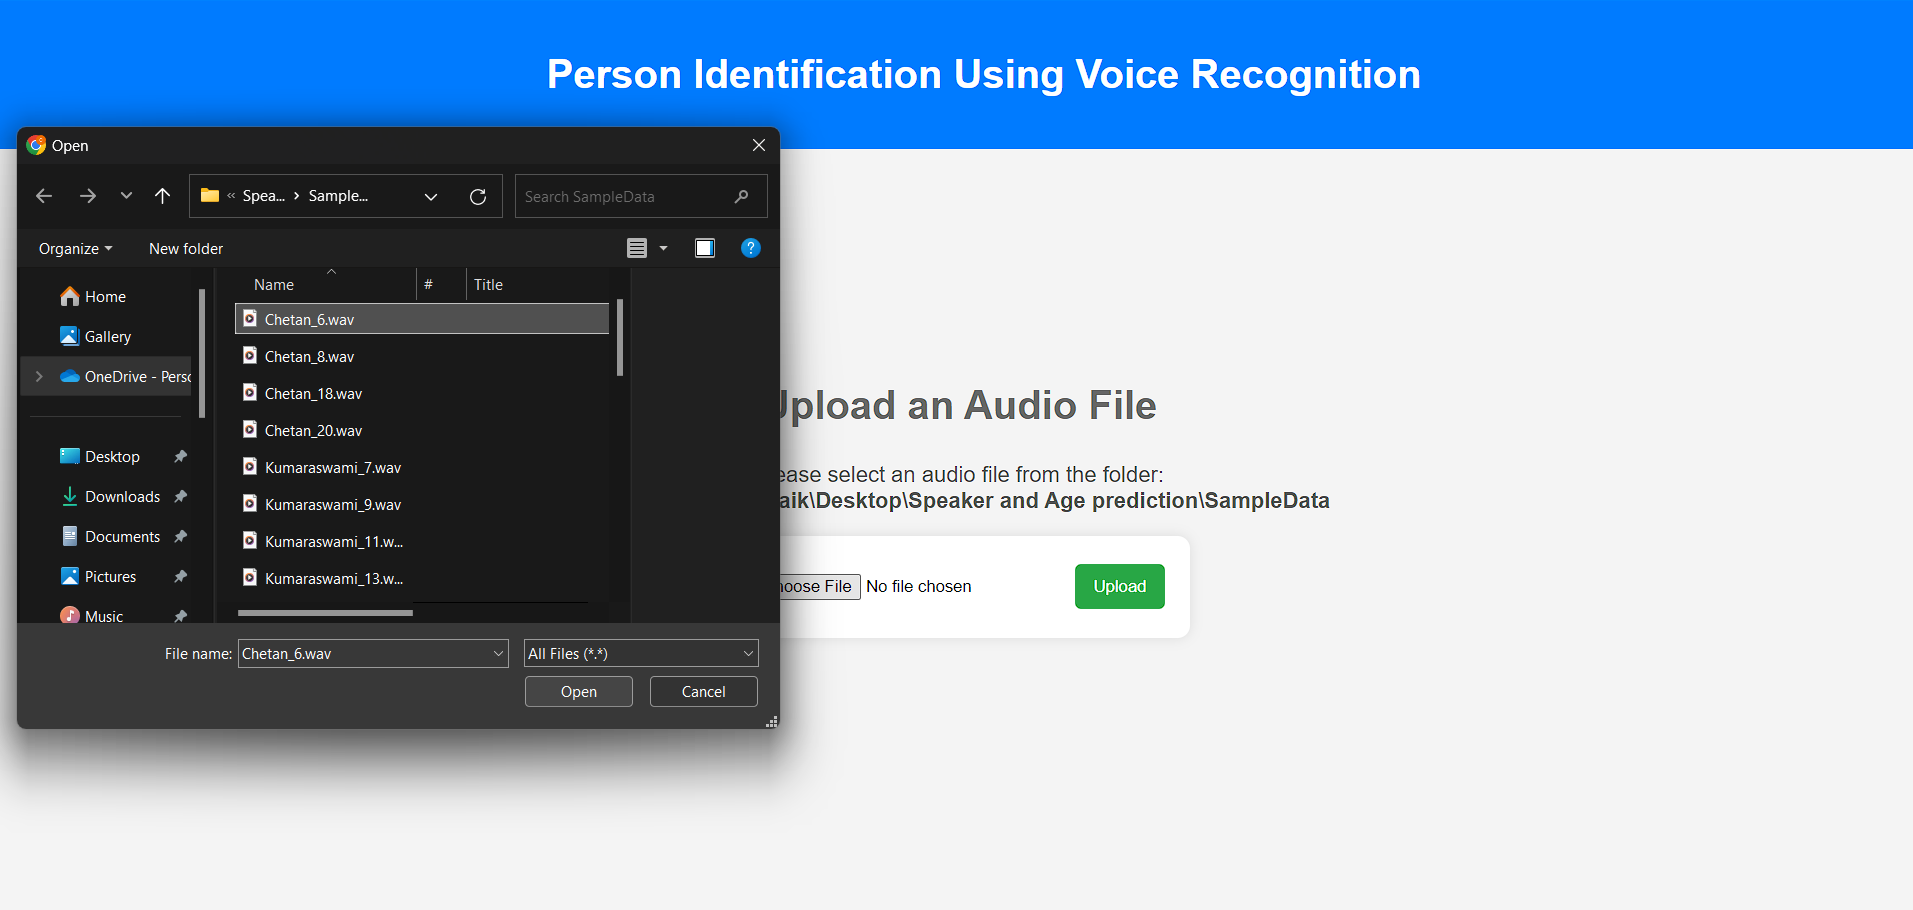 Person Identification Using Voice Recognition
Open
« Spea... › Sample...
Search SampleData
Organize
New folder
?
Home
Gallery
OneDrive - Perso
Desktop
Downloads
Documents
Pictures
Music
Name # Title
Chetan_6.wav
Chetan_8.wav
Chetan_18.wav
Chetan_20.wav
Kumaraswami_7.wav
Kumaraswami_9.wav
Kumaraswami_11.w...
Kumaraswami_13.w...
File name: Chetan_6.wav
All Files (*.*)
Open
Cancel
Upload an Audio File
ease select an audio file from the folder:
aik\Desktop\Speaker and Age prediction\SampleData
hoose File No file chosen
Upload